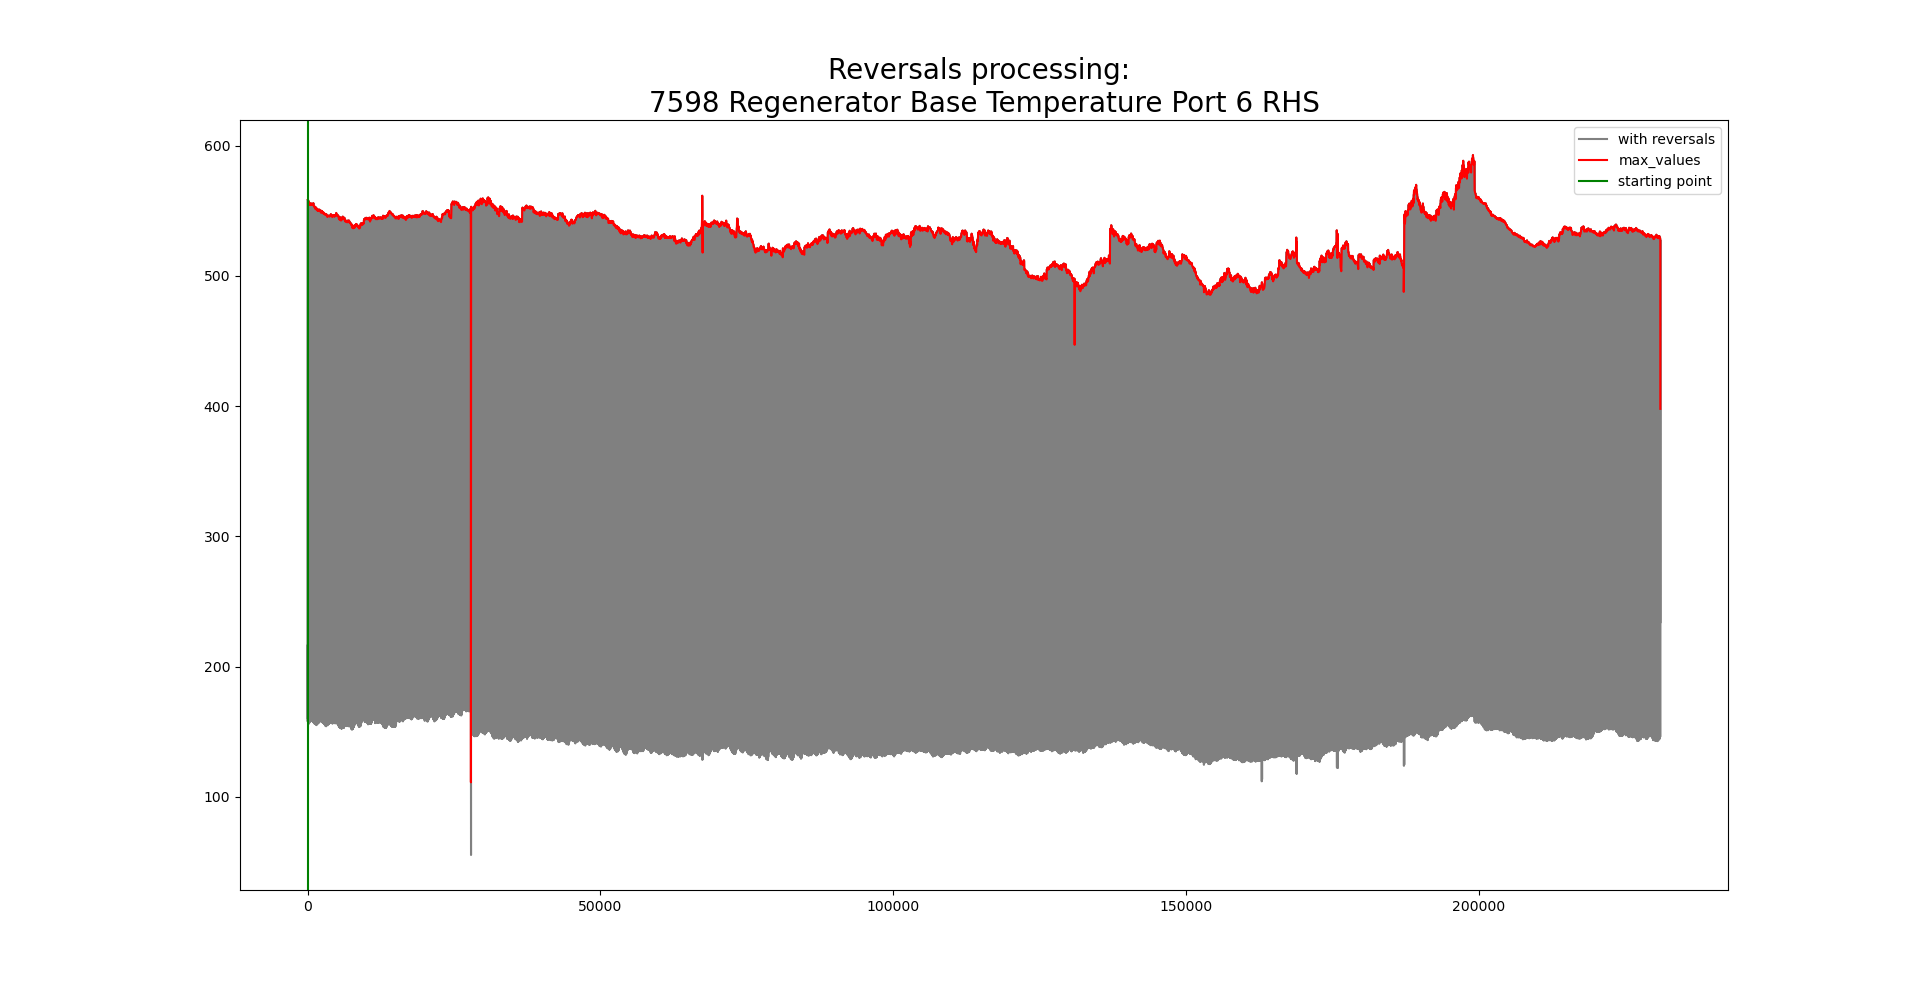 Reversals processing:
7598 Regenerator Base Temperature Port 6 RHS
with reversals
max_values
starting point
600
500
400
300
200
100
0
50000
100000
150000
200000